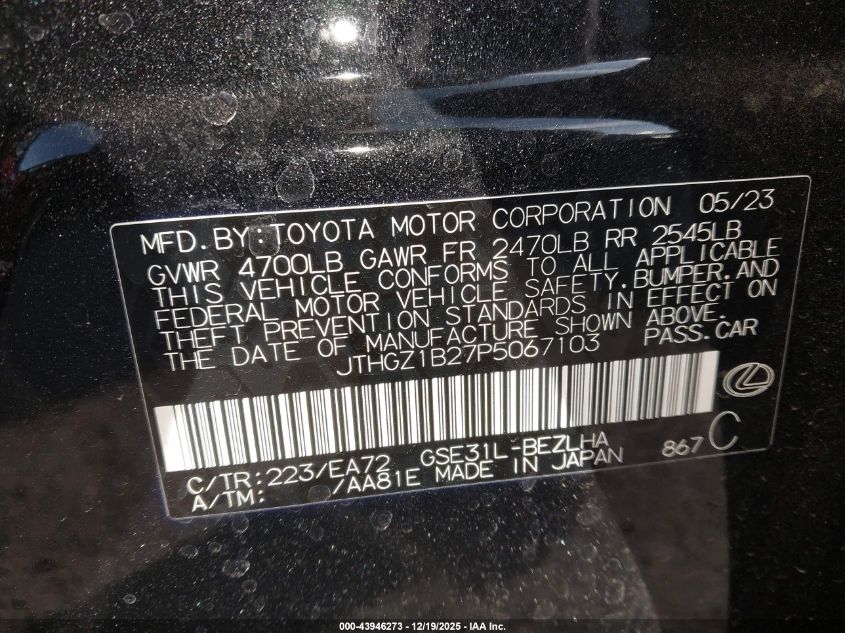 MFD. BY: TOYOTA MOTOR CORPORATION 05/23
GVWR 4700LB GAWR FR 2470LB RR 2545LB
THIS VEHICLE CONFORMS TO ALL APPLICABLE
FEDERAL MOTOR VEHICLE SAFETY, BUMPER, AND
THEFT PREVENTION STANDARDS IN EFFECT ON
THE DATE OF MANUFACTURE SHOWN ABOVE.
JTHGZ1B27P5067103 PASS. CAR
C/TR: 223/EA72 GSE31L-BEZLHA 867 C
A/TM: /AA81E MADE IN JAPAN
000-43946273 - 12/19/2025 - IAA Inc.